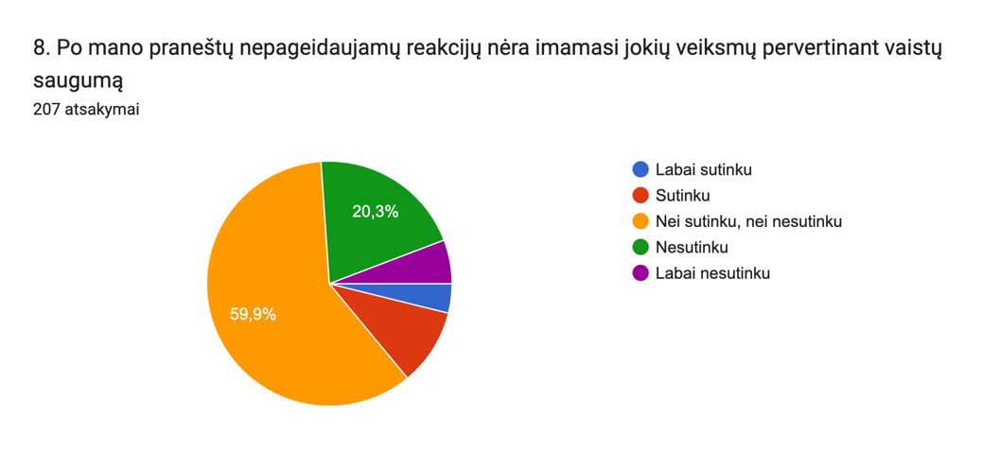 8. Po mano praneštų nepageidaujamų reakcijų nėra imamasi jokių veiksmų pervertinant vaistų
saugumą
207 atsakymai
20,3%
59,9%
Labai sutinku
Sutinku
Nei sutinku, nei nesutinku
Nesutinku
Labai nesutinku